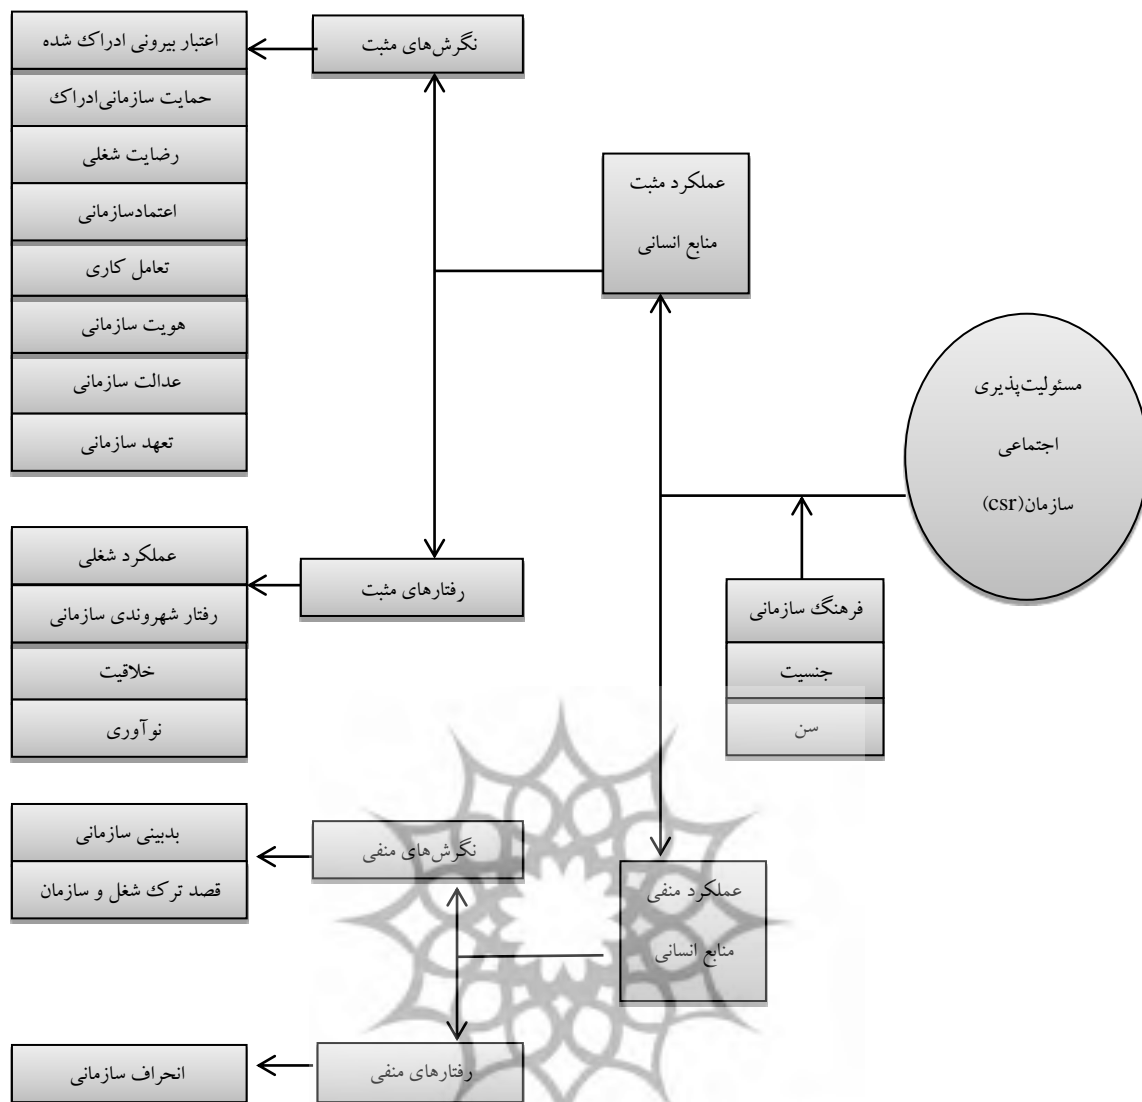 مسئولیت‌پذیری
اجتماعی
سازمان(csr)
فرهنگ سازمانی
جنسیت
سن
عملکرد مثبت
منابع انسانی
نگرش‌های مثبت
اعتبار بیرونی ادراک شده
حمایت سازمانی‌ادراک
رضایت شغلی
اعتمادسازمانی
تعامل کاری
هویت سازمانی
عدالت سازمانی
تعهد سازمانی
رفتارهای مثبت
عملکرد شغلی
رفتار شهروندی سازمانی
خلاقیت
نوآوری
عملکرد منفی
منابع انسانی
نگرش‌های منفی
بدبینی سازمانی
قصد ترک شغل و سازمان
رفتارهای منفی
انحراف سازمانی